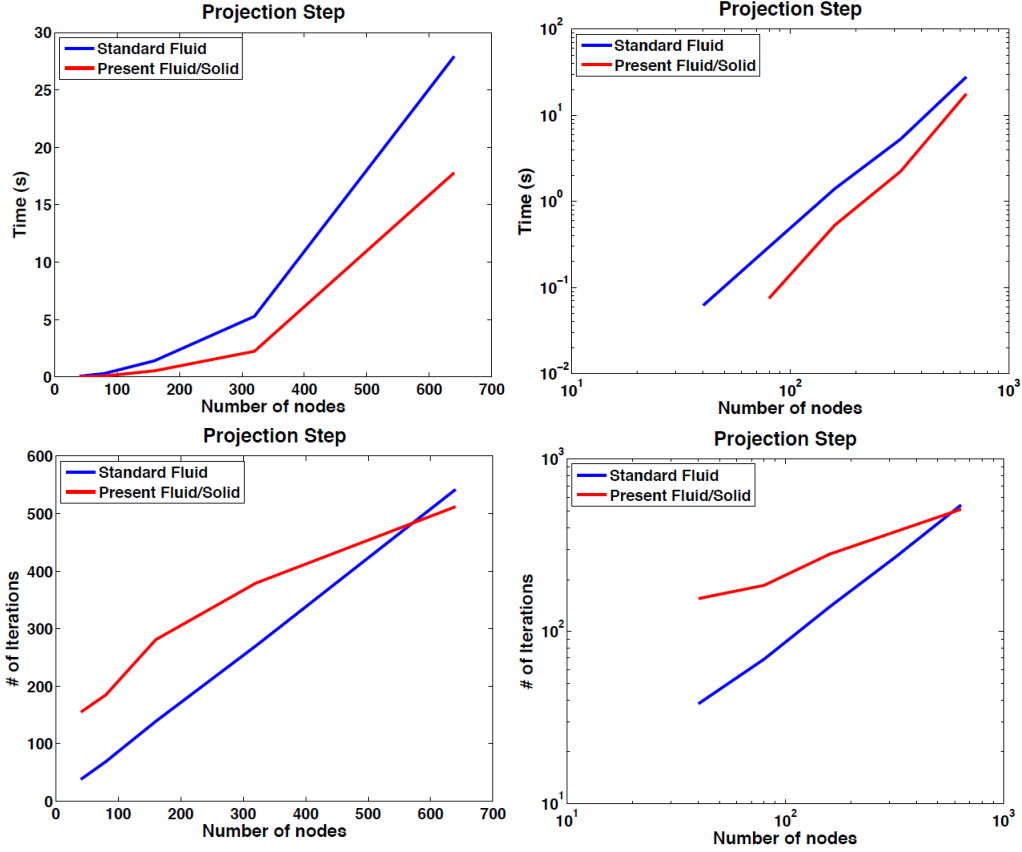 Projection Step
30
25
20
15
10
5
0
Time (s)
Standard Fluid
Present Fluid/Solid
0 100 200 300 400 500 600 700
Number of nodes
Projection Step
10^2
10^1
10^0
10^-1
10^-2
Time (s)
Standard Fluid
Present Fluid/Solid
10^1 10^2 10^3
Number of nodes
Projection Step
600
500
400
300
200
100
0
# of Iterations
Standard Fluid
Present Fluid/Solid
0 100 200 300 400 500 600 700
Number of nodes
Projection Step
10^3
10^2
10^1
# of Iterations
Standard Fluid
Present Fluid/Solid
10^1 10^2 10^3
Number of nodes